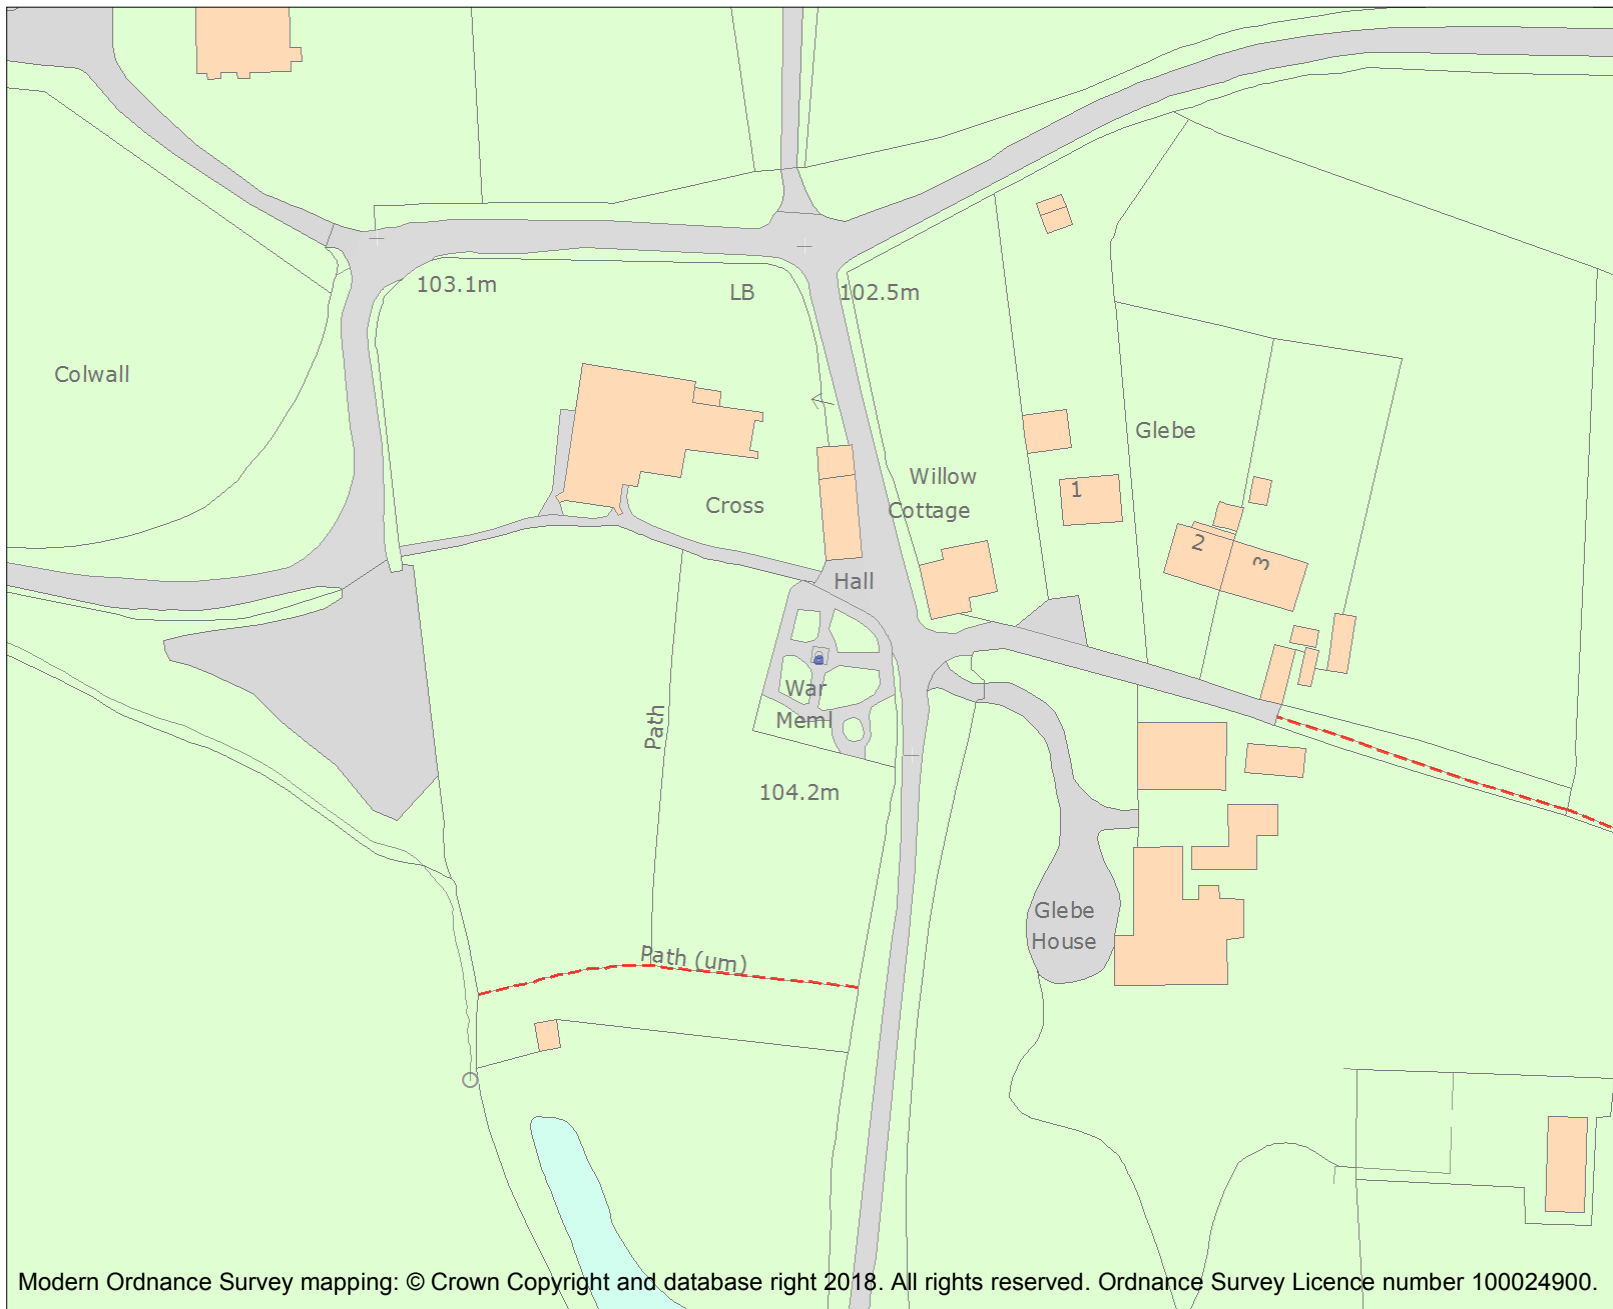 103.1m
LB
102.5m
Colwall
Glebe
Willow
Cottage
1
Cross
2
3
Hall
War
Meml
Path
104.2m
Glebe
House
Path (um)
Modern Ordnance Survey mapping: © Crown Copyright and database right 2018. All rights reserved. Ordnance Survey Licence number 100024900.